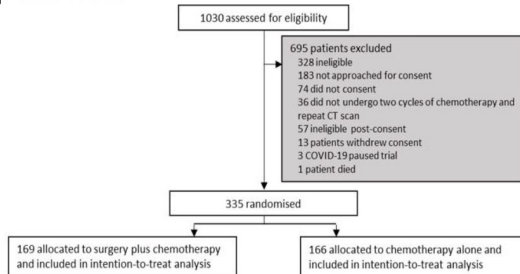 1030 assessed for eligibility
695 patients excluded
328 ineligible
183 not approached for consent
74 did not consent
36 did not undergo two cycles of chemotherapy and
repeat CT scan
57 ineligible post-consent
13 patients withdrew consent
3 COVID-19 paused trial
1 patient died
335 randomised
169 allocated to surgery plus chemotherapy
and included in intention-to-treat analysis
166 allocated to chemotherapy alone and
included in intention-to-treat analysis